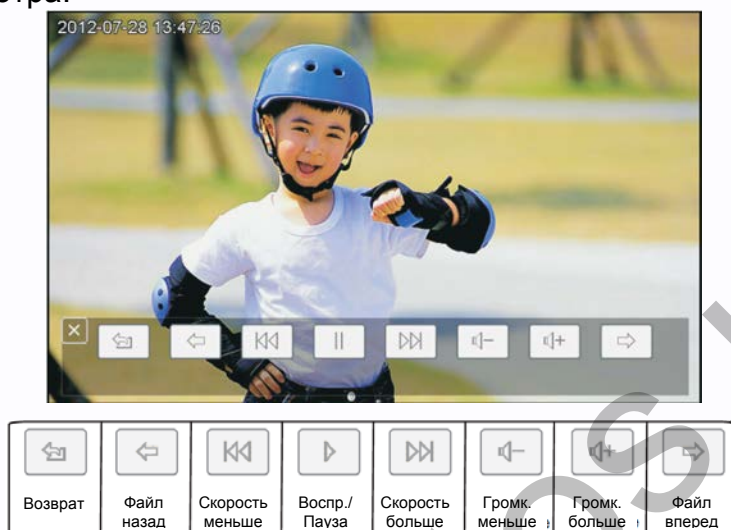 2012-07-28 13:47:26
Возврат
Файл
назад
Скорость
меньше
Воспр./
Пауза
Скорость
больше
Громк.
меньше
Громк.
больше
Файл
вперед